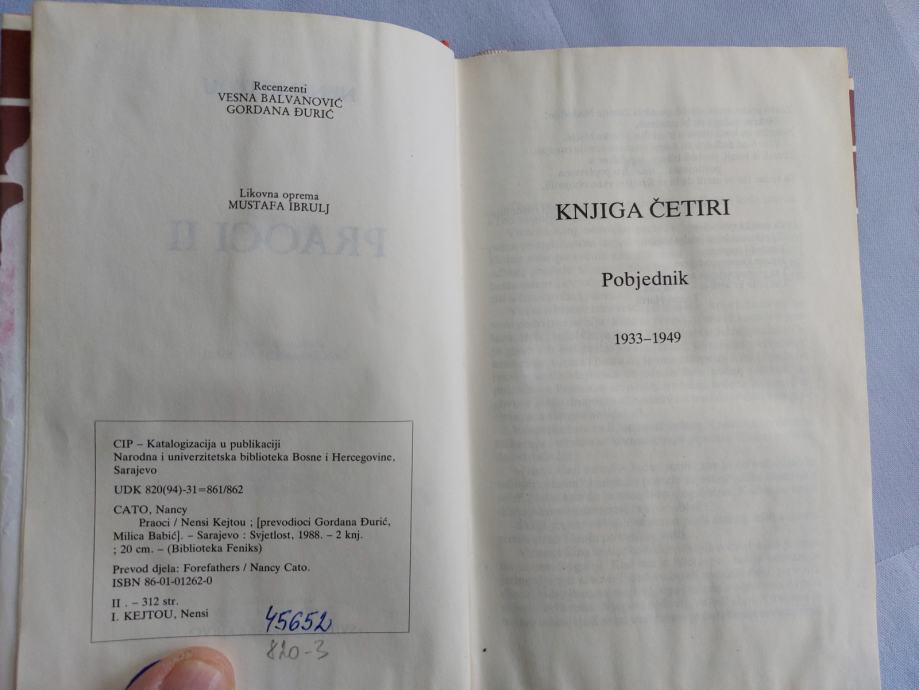 Recenzenti
VESNA BALVANOVIĆ
GORDANA ĐURIĆ
Likovna oprema
MUSTAFA IBRULJ
PRAOCI II
CIP – Katalogizacija u publikaciji
Narodna i univerzitetska biblioteka Bosne i Hercegovine,
Sarajevo
UDK 820(94)-31=861/862
CATO, Nancy
Praoci / Nensi Kejtou ; [prevodioci Gordana Đurić,
Milica Babić]. – Sarajevo : Svjetlost, 1988. – 2 knj.
; 20 cm. – (Biblioteka Feniks)
Prevod djela: Forefathers / Nancy Cato.
ISBN 86-01-01262-0
II . – 312 str.
I. KEJTOU, Nensi
45652
820-3
KNJIGA ČETIRI
Pobjednik
1933–1949